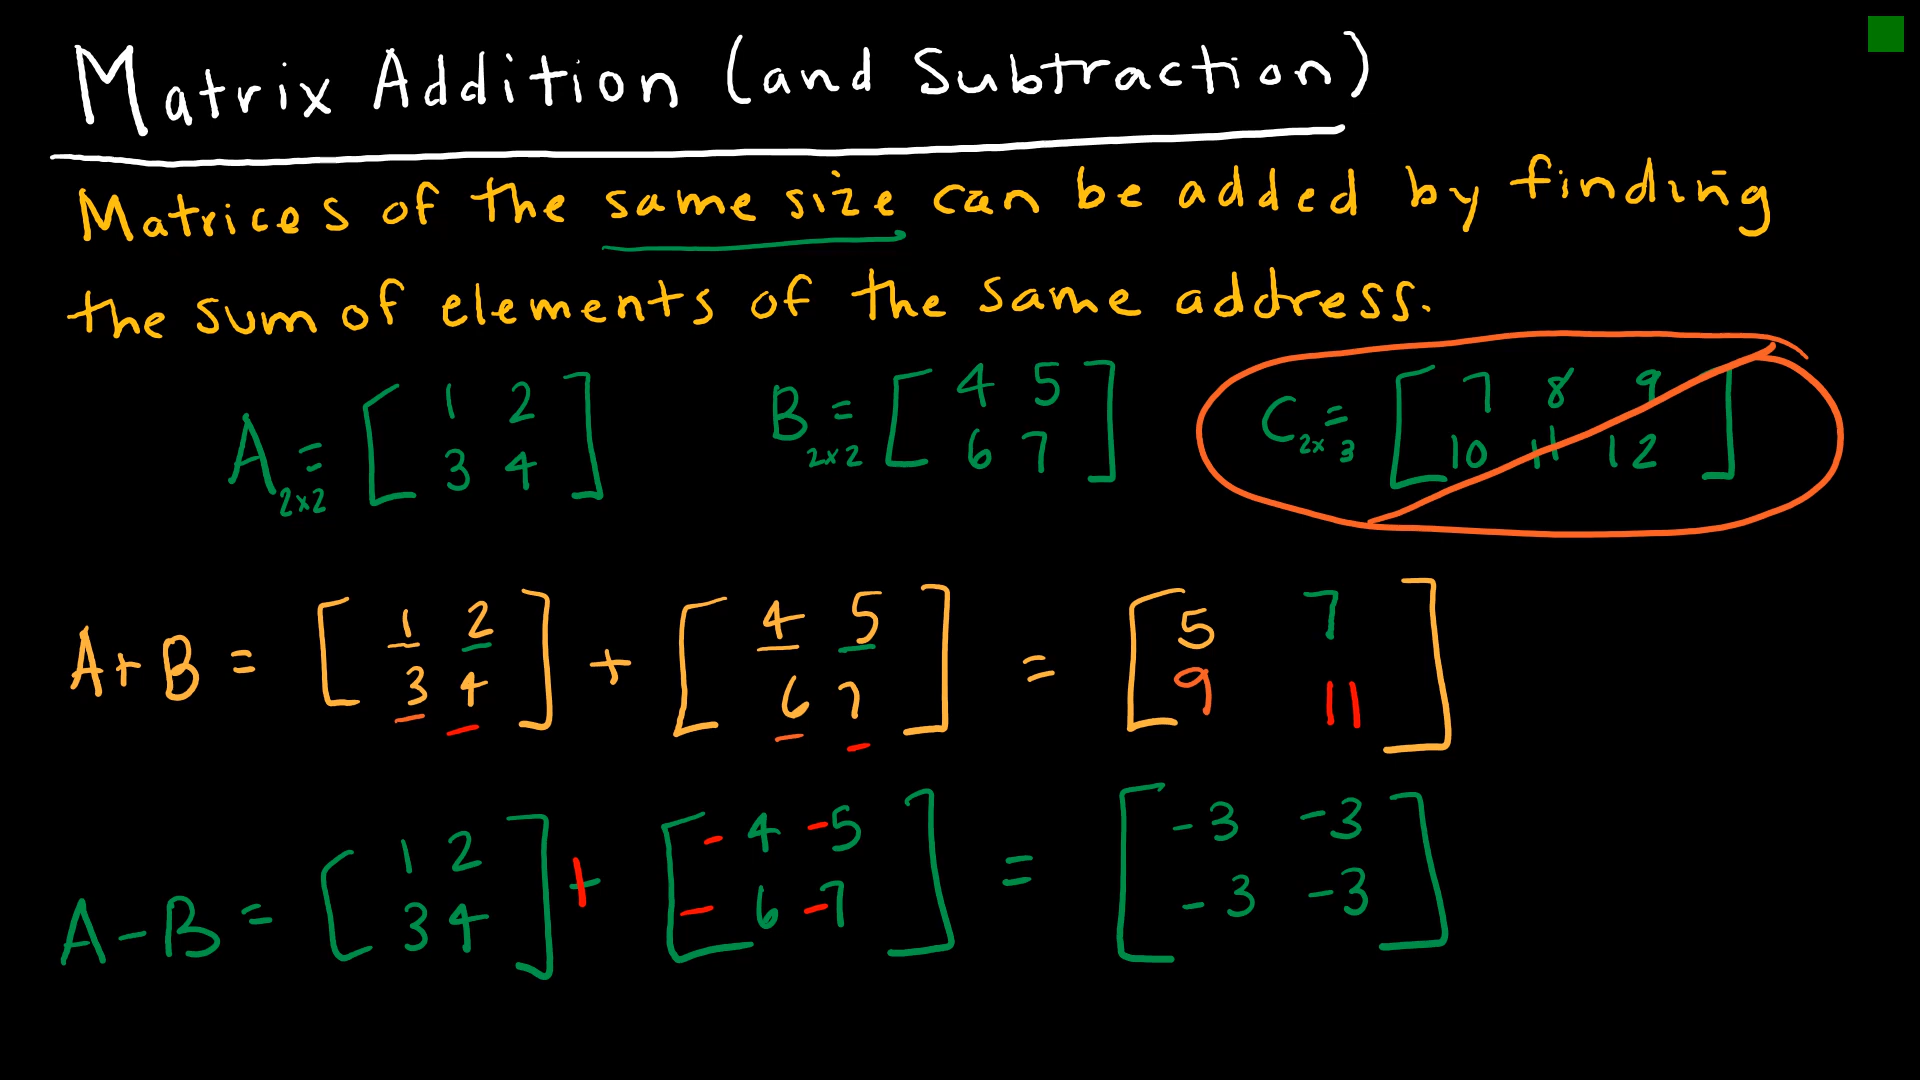 Matrix Addition (and Subtraction)
Matrices of the same size can be added by finding
the sum of elements of the same address.
A2x2 = [1 2 3 4] B2x2 = [4 5 6 7] C2x3 = [7 8 9 10 11 12]
A+B = [1 2 3 4] + [4 5 6 7] = [5 7 9 11]
A-B = [1 2 3 4] + [-4 -5 -6 -7] = [-3 -3 -3 -3]